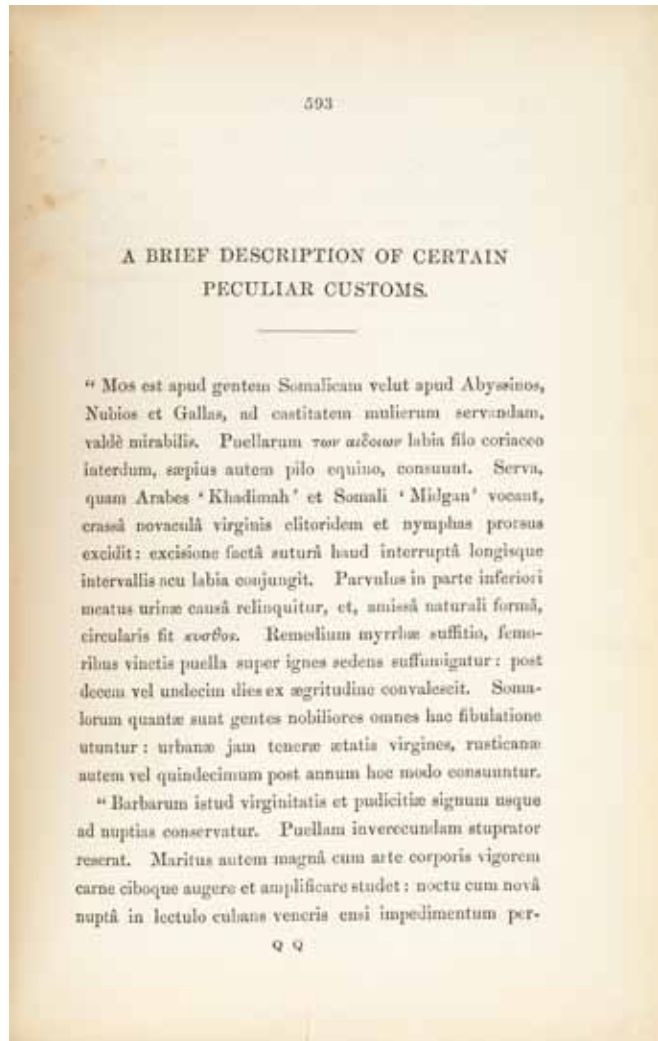 593
A BRIEF DESCRIPTION OF CERTAIN
PECULIAR CUSTOMS.
“ Mos est apud gentem Somalicam velut apud Abyssinos,
Nubios et Gallas, ad castitatem mulierum servandam,
valdè mirabilis. Puellarum των αιδοιων labia filo coriaceo
interdum, sæpius autem pilo equino, consuunt. Serva,
quam Arabes ‘ Khadimah ’ et Somali ‘ Midgan ’ vocant,
crassâ novaculâ virginis clitoridem et nymphas prorsus
excidit : excisione factâ suturâ haud interruptâ longisque
intervallis acu labia conjungit. Parvulus in parte inferiori
meatus urinæ causâ relinquitur, et, amissâ naturali formâ,
circularis fit κυσθος. Remedium myrrhæ suffitio, femo-
ribus vinctis puella super ignes sedens suffumigatur : post
decem vel undecim dies ex ægritudine convalescit. Soma-
lorum quantæ sunt gentes nobiliores omnes hac fibulatione
utuntur : urbanæ jam teneræ ætatis virgines, rusticanæ
autem vel quindecimum post annum hoc modo consuuntur.
“ Barbarum istud virginitatis et pudicitiæ signum usque
ad nuptias conservatur. Puellam inverecundam stuprator
reserat. Maritus autem magnâ cum arte corporis vigorem
carne ciboque augere et amplificare studet : noctu cum novâ
nuptâ in lectulo cubans veneris ensi impedimentum per-
Q Q